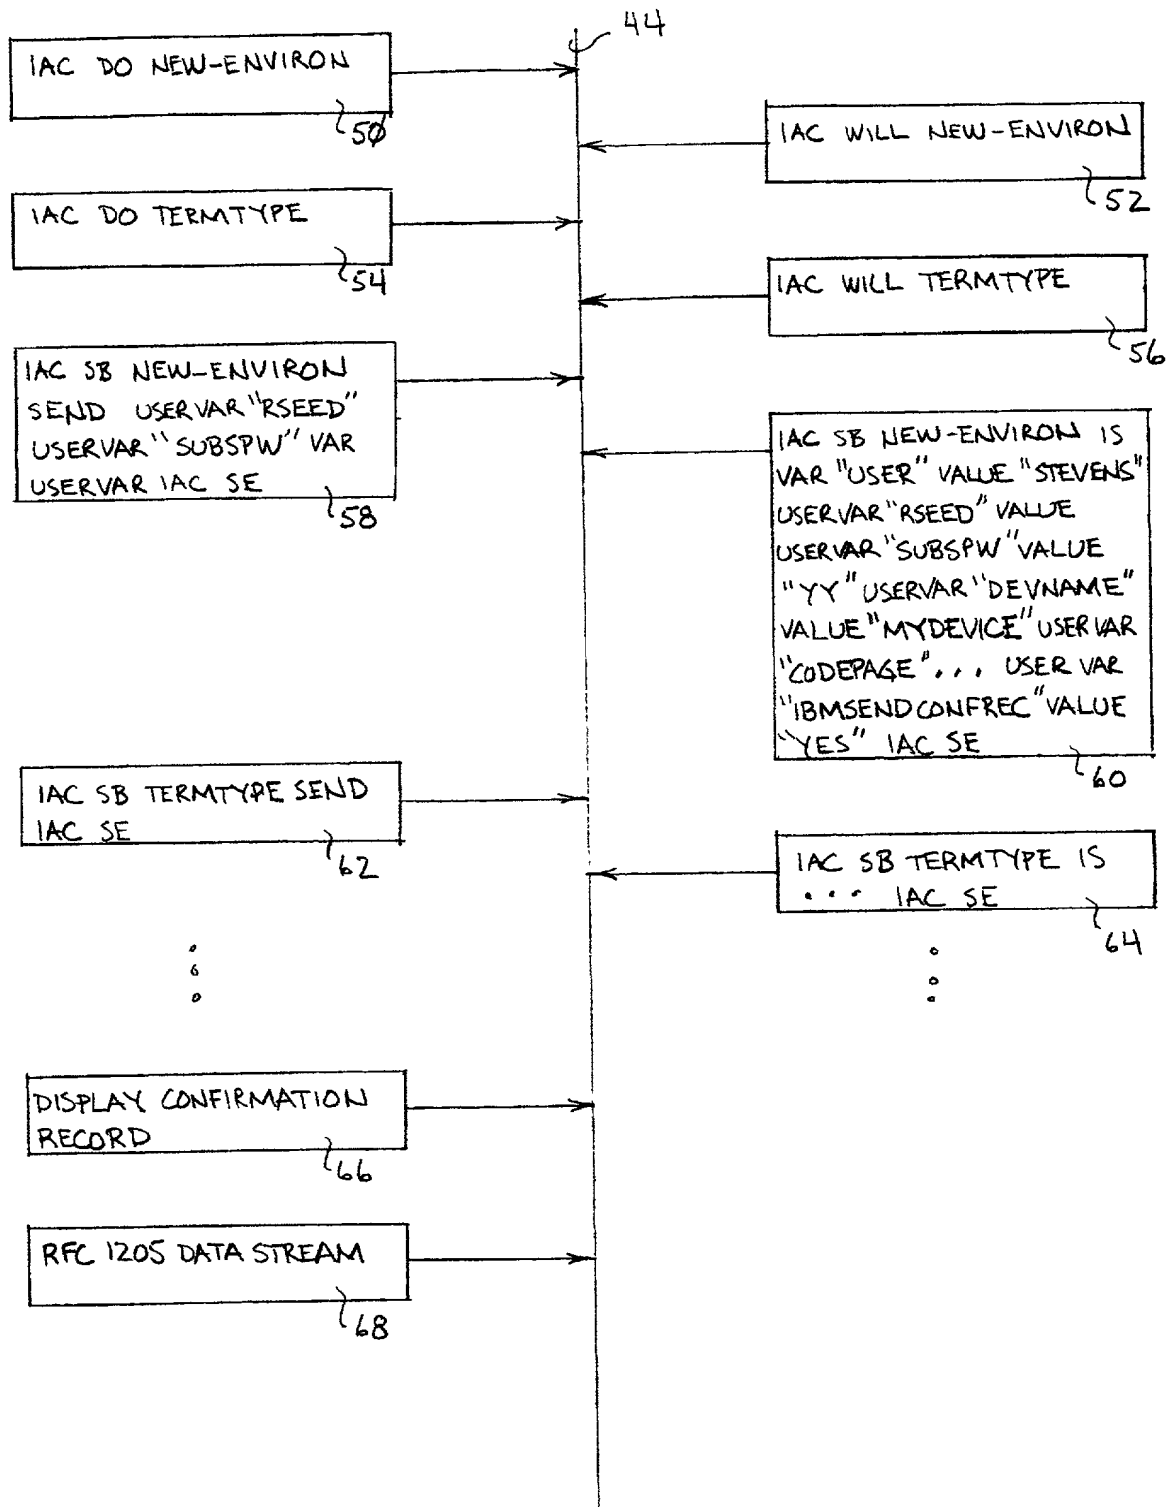 44
IAC DO NEW-ENVIRON
50
IAC WILL NEW-ENVIRON
52
IAC DO TERMTYPE
54
IAC WILL TERMTYPE
56
IAC SB NEW-ENVIRON
SEND USERVAR "RSEED"
USERVAR "SUBSPW" VAR
USERVAR IAC SE
58
IAC SB NEW-ENVIRON IS
VAR "USER" VALUE "STEVENS"
USERVAR "RSEED" VALUE
USERVAR "SUBSPW" VALUE
"YY" USERVAR "DEVNAME"
VALUE "MYDEVICE" USERVAR
"CODEPAGE" ... USERVAR
"IBMSENDCONFREC" VALUE
"YES" IAC SE
60
IAC SB TERMTYPE SEND
IAC SE
62
IAC SB TERMTYPE IS
... IAC SE
64
DISPLAY CONFIRMATION
RECORD
66
RFC 1205 DATA STREAM
68